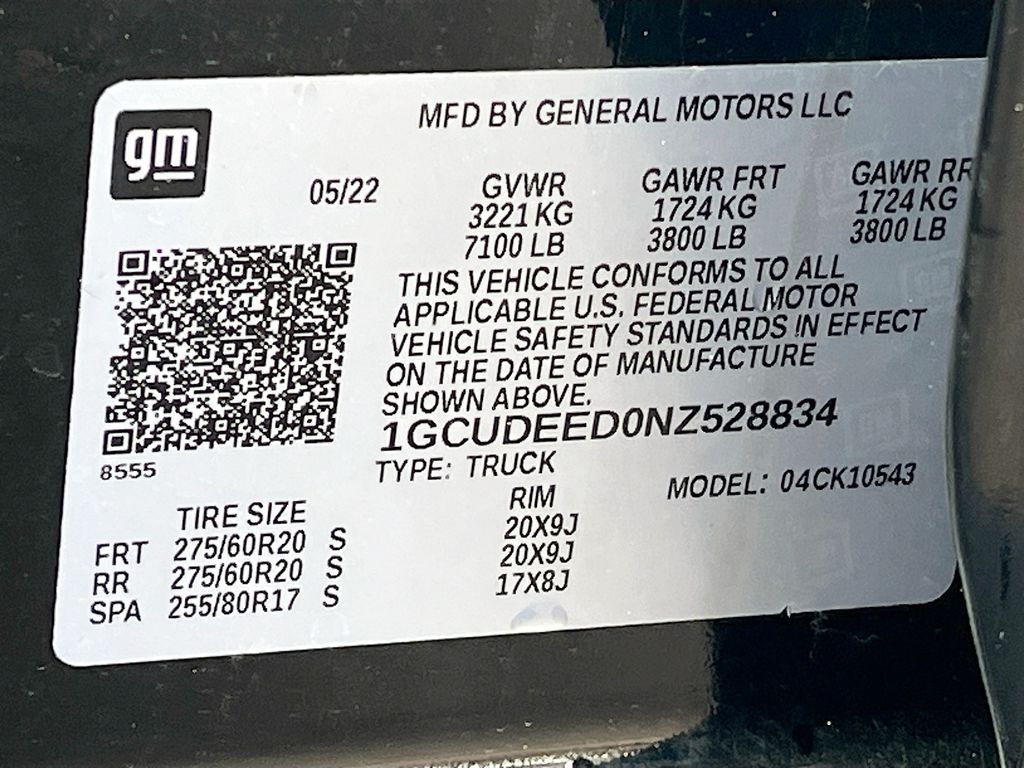 gm
MFD BY GENERAL MOTORS LLC
05/22
GVWR GAWR FRT GAWR RR
3221 KG 1724 KG 1724 KG
7100 LB 3800 LB 3800 LB
THIS VEHICLE CONFORMS TO ALL
APPLICABLE U.S. FEDERAL MOTOR
VEHICLE SAFETY STANDARDS IN EFFECT
ON THE DATE OF MANUFACTURE
SHOWN ABOVE.
1GCUDEED0NZ528834
8555
TYPE: TRUCK
MODEL: 04CK10543
TIRE SIZE RIM
FRT 275/60R20 S 20X9J
RR 275/60R20 S 20X9J
SPA 255/80R17 S 17X8J